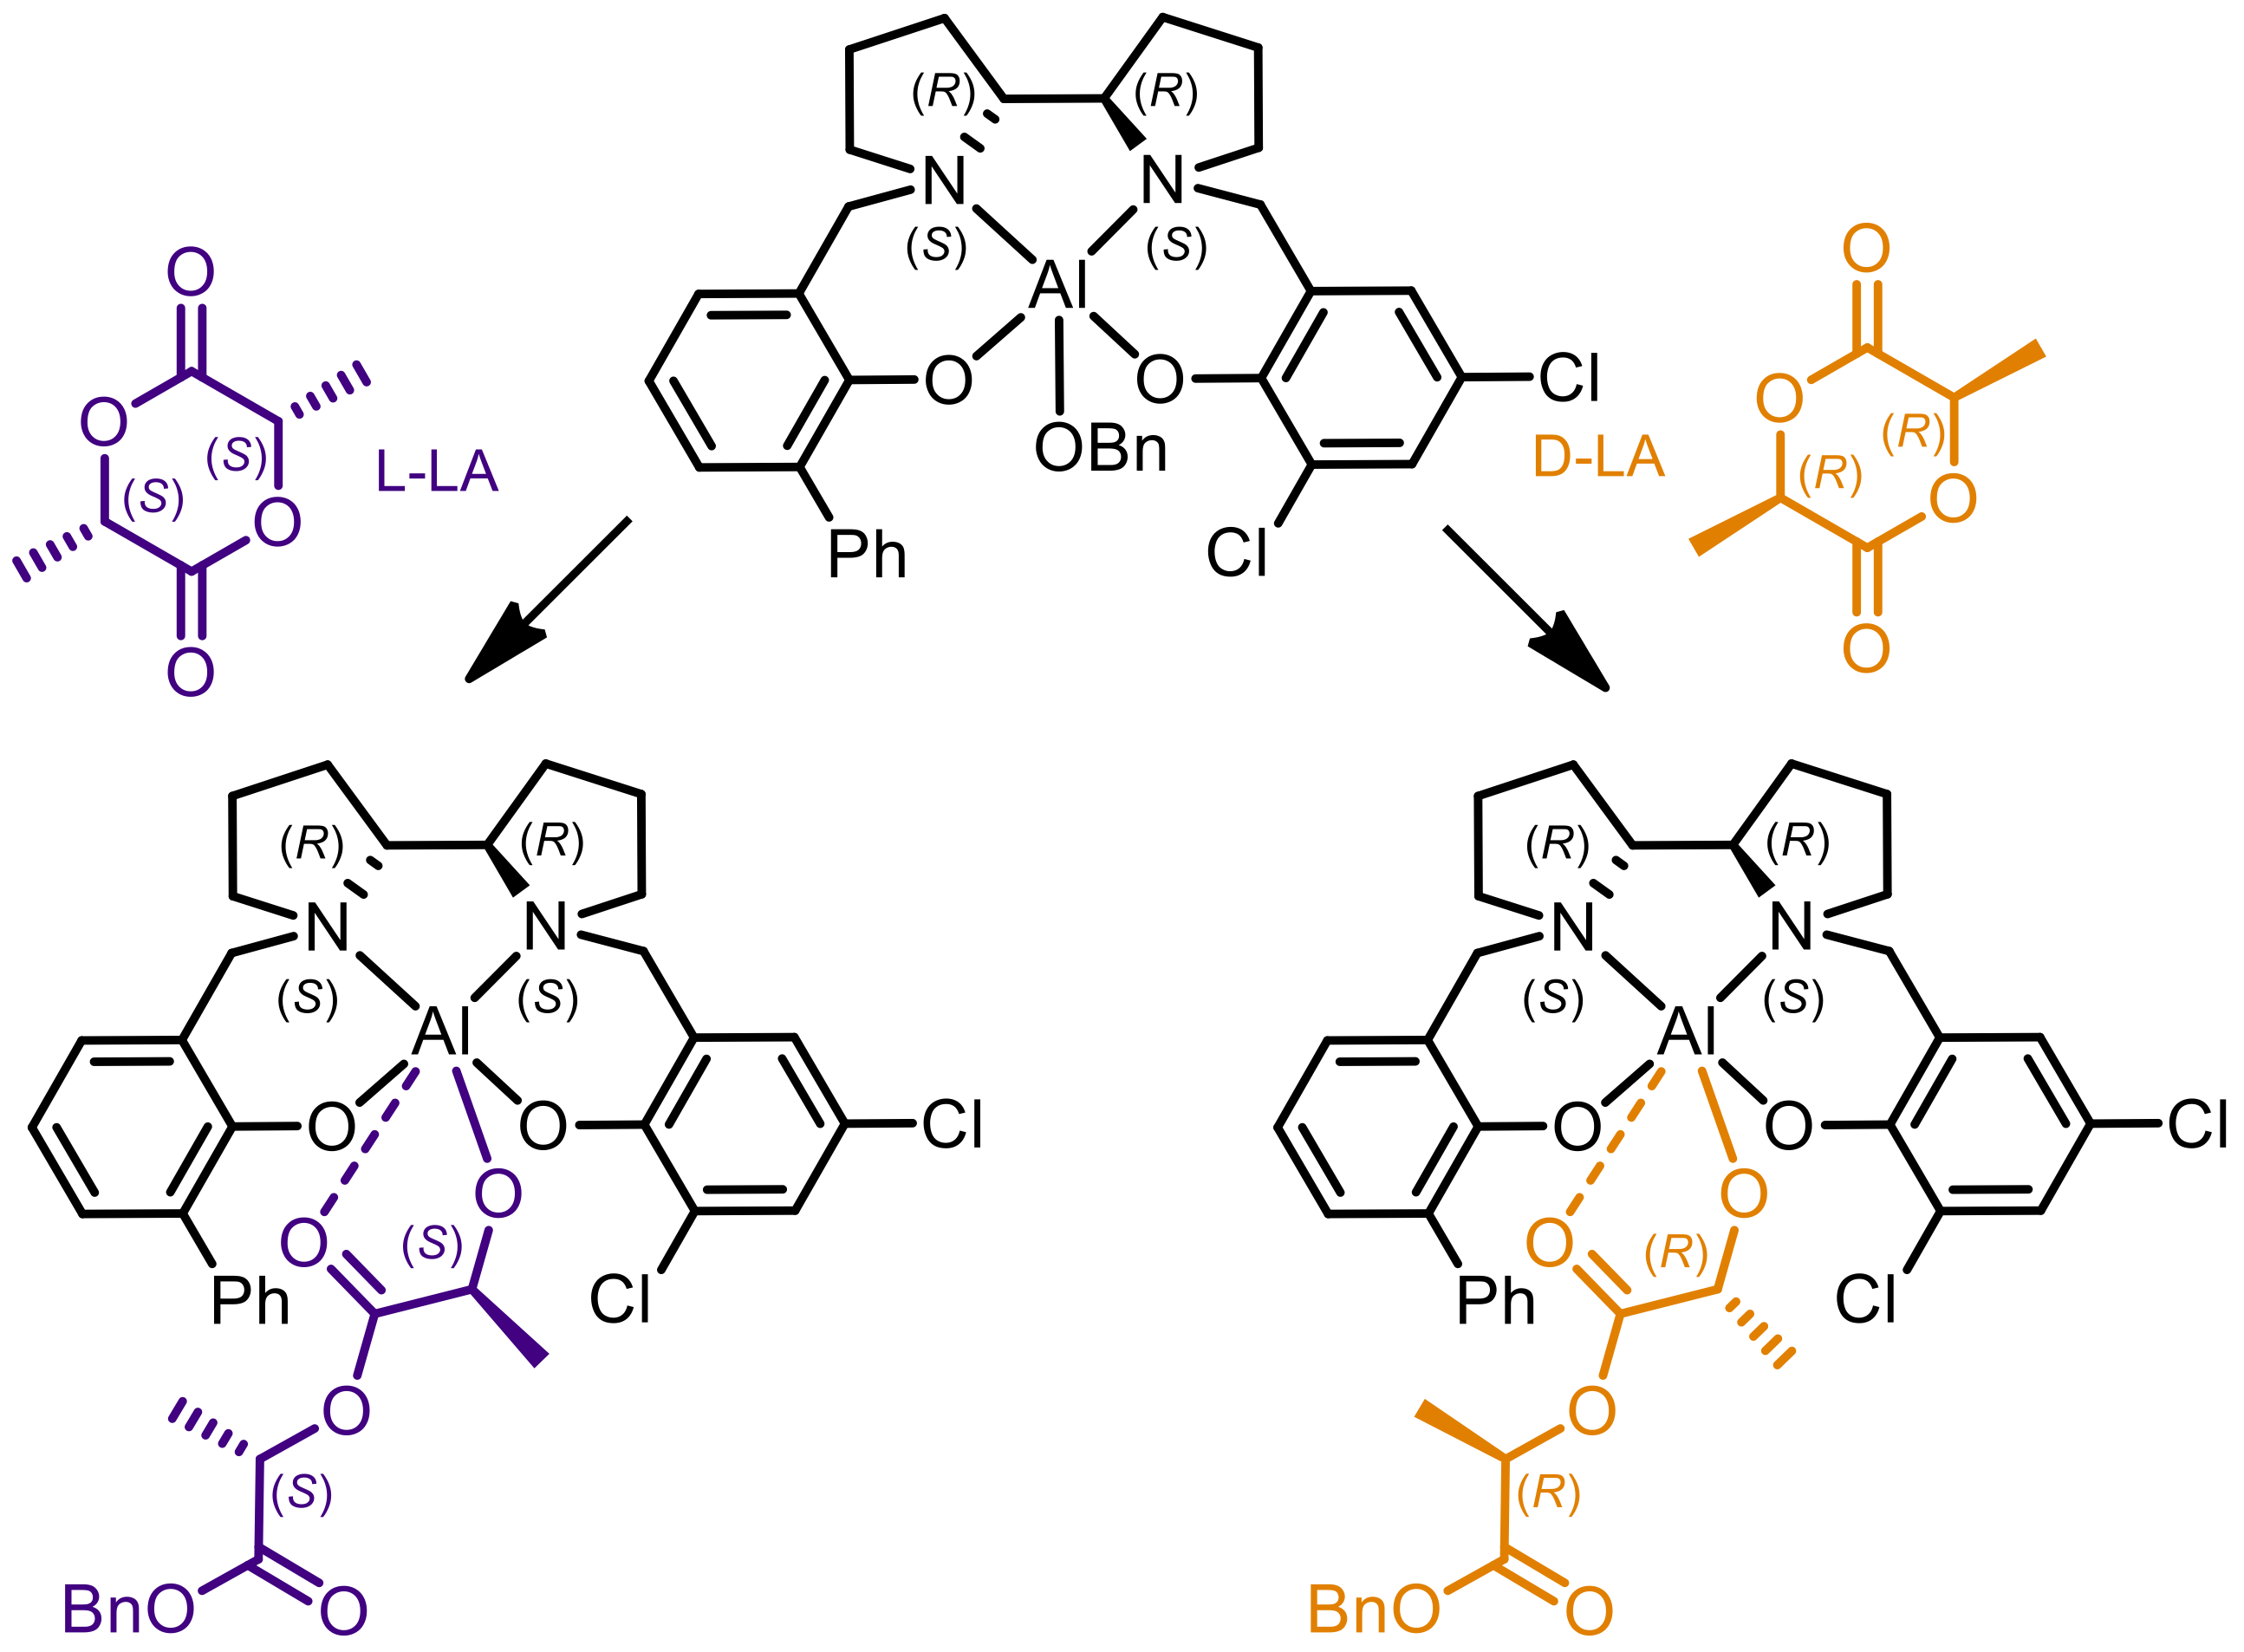 (R) (R)
N N
(S) (S)
Al
O O
OBn
Cl
Ph Cl
O
O
(S)
(S)
L-LA
O
O
O
O
(R)
(R)
D-LA
O
O
(R) (R)
N N
(S) (S)
Al
O O
Cl
O
O
(S)
Ph Cl
O
(S)
BnO O
(R) (R)
N N
(S) (S)
Al
O O
Cl
O
O
(R)
Ph Cl
O
(R)
BnO O